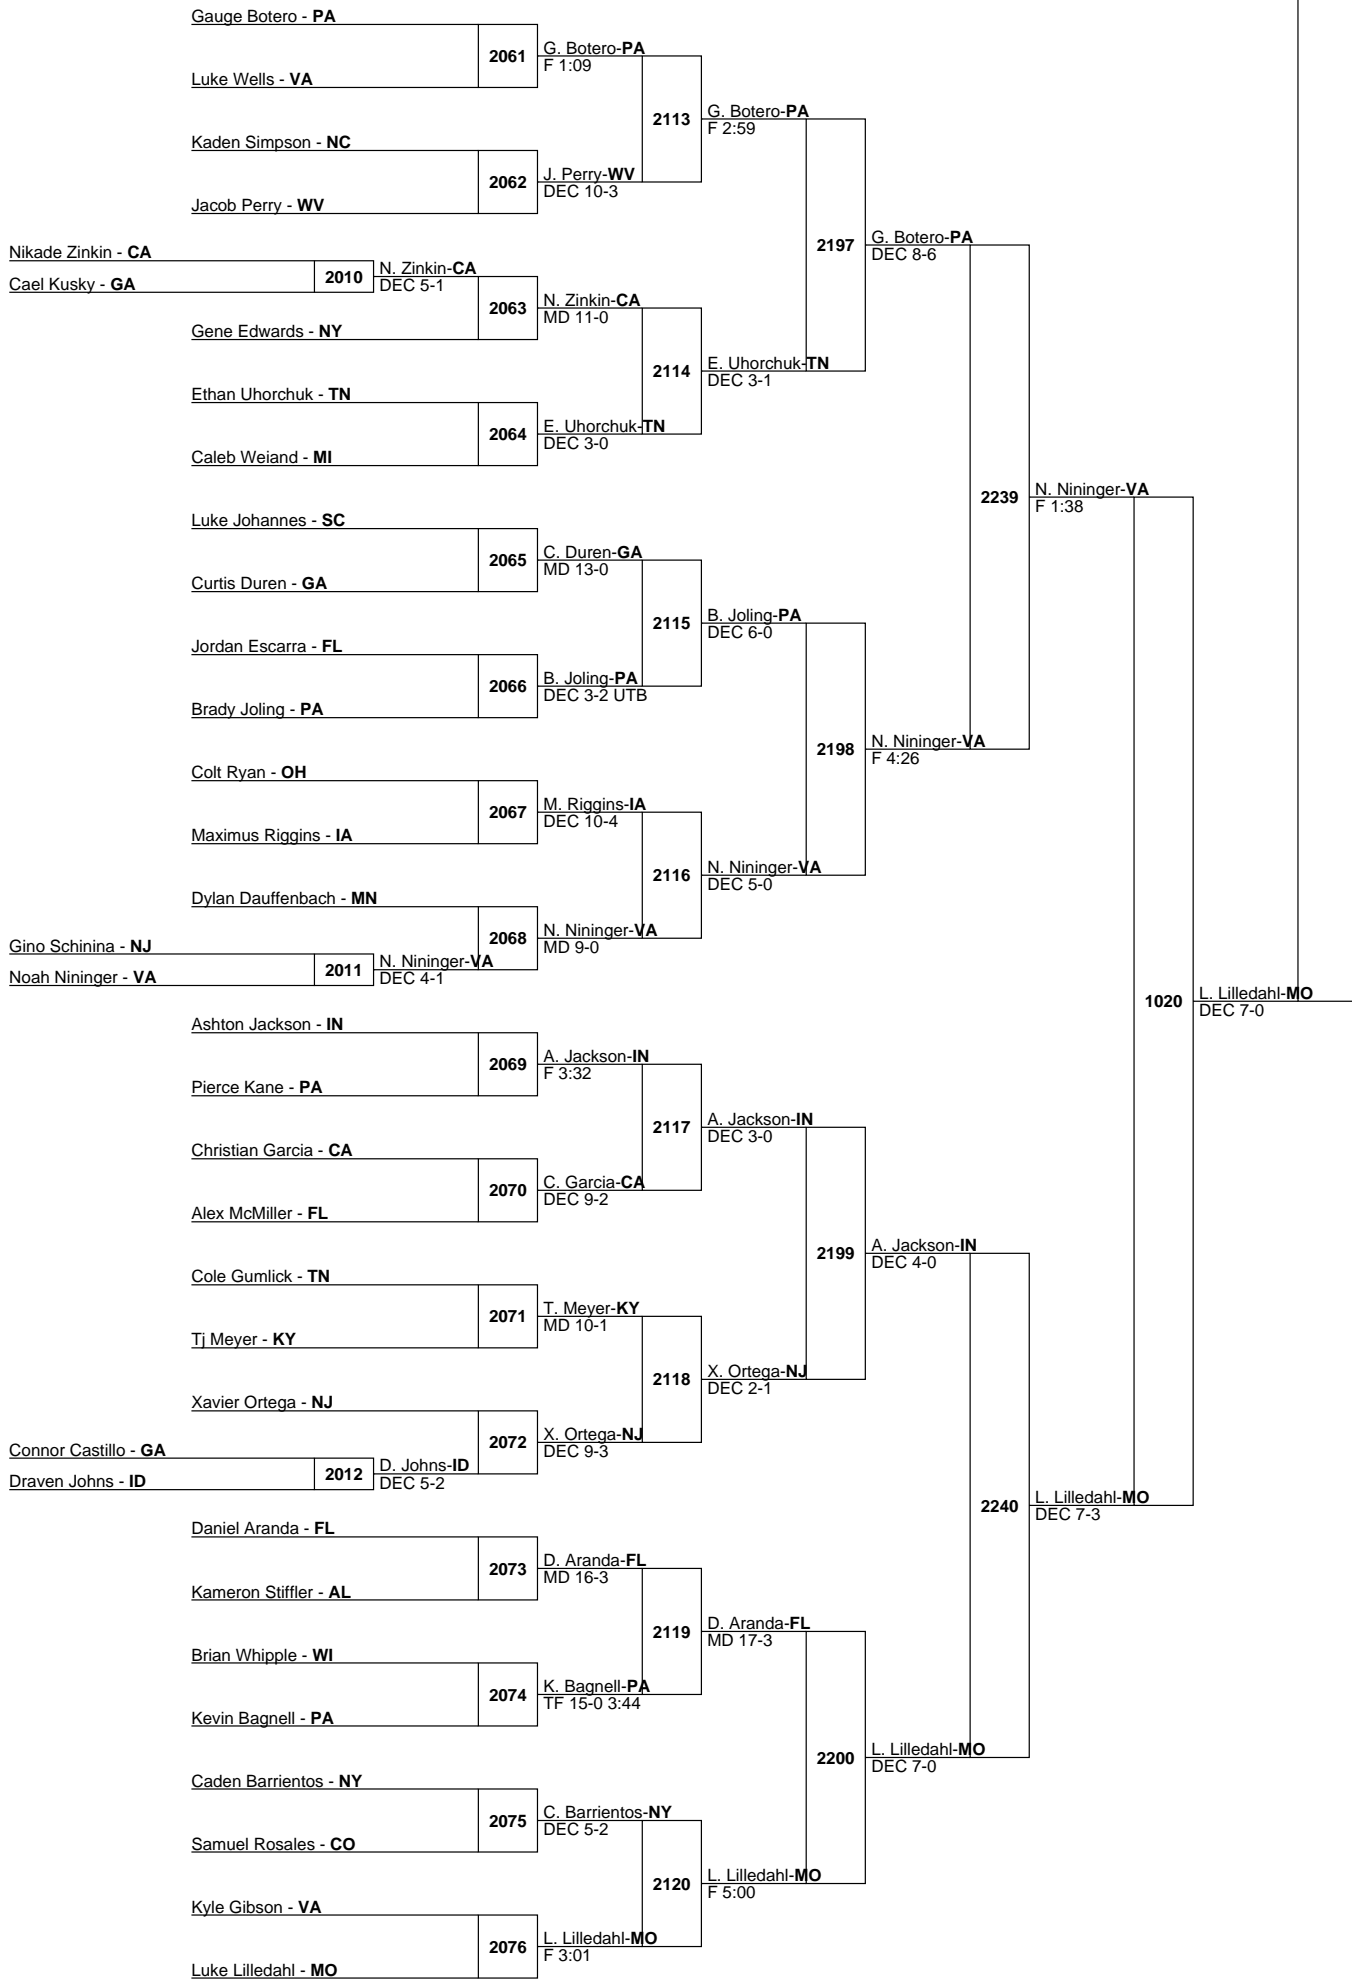 Gauge Botero - PA
2061
G. Botero-PA
F 1:09
Luke Wells - VA
2113
G. Botero-PA
F 2:59
Kaden Simpson - NC
2062
J. Perry-WV
DEC 10-3
Jacob Perry - WV
2197
G. Botero-PA
DEC 8-6
Nikade Zinkin - CA
2010
N. Zinkin-CA
DEC 5-1
Cael Kusky - GA
2063
N. Zinkin-CA
MD 11-0
Gene Edwards - NY
2114
E. Uhorchuk-TN
DEC 3-1
Ethan Uhorchuk - TN
2064
E. Uhorchuk-TN
DEC 3-0
Caleb Weiand - MI
2239
N. Nininger-VA
F 1:38
Luke Johannes - SC
2065
C. Duren-GA
MD 13-0
Curtis Duren - GA
2115
B. Joling-PA
DEC 6-0
Jordan Escarra - FL
2066
B. Joling-PA
DEC 3-2 UTB
Brady Joling - PA
2198
N. Nininger-VA
F 4:26
Colt Ryan - OH
2067
M. Riggins-IA
DEC 10-4
Maximus Riggins - IA
2116
N. Nininger-VA
DEC 5-0
Dylan Dauffenbach - MN
2068
N. Nininger-VA
MD 9-0
Gino Schinina - NJ
2011
N. Nininger-VA
DEC 4-1
Noah Nininger - VA
1020
L. Lilledahl-MO
DEC 7-0
Ashton Jackson - IN
2069
A. Jackson-IN
F 3:32
Pierce Kane - PA
2117
A. Jackson-IN
DEC 3-0
Christian Garcia - CA
2070
C. Garcia-CA
DEC 9-2
Alex McMiller - FL
2199
A. Jackson-IN
DEC 4-0
Cole Gumlick - TN
2071
T. Meyer-KY
MD 10-1
Tj Meyer - KY
2118
X. Ortega-NJ
DEC 2-1
Xavier Ortega - NJ
2072
X. Ortega-NJ
DEC 9-3
Connor Castillo - GA
2012
D. Johns-ID
DEC 5-2
Draven Johns - ID
2240
L. Lilledahl-MO
DEC 7-3
Daniel Aranda - FL
2073
D. Aranda-FL
MD 16-3
Kameron Stiffler - AL
2119
D. Aranda-FL
MD 17-3
Brian Whipple - WI
2074
K. Bagnell-PA
TF 15-0 3:44
Kevin Bagnell - PA
2200
L. Lilledahl-MO
DEC 7-0
Caden Barrientos - NY
2075
C. Barrientos-NY
DEC 5-2
Samuel Rosales - CO
2120
L. Lilledahl-MO
F 5:00
Kyle Gibson - VA
2076
L. Lilledahl-MO
F 3:01
Luke Lilledahl - MO